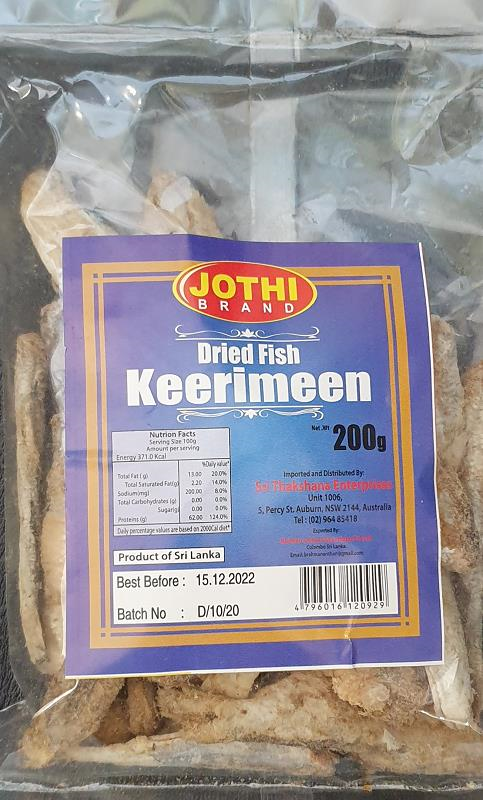 JOTHI
BRAND
Dried Fish
Keerimeen
Net .Wt 200g
Nutrion Facts
Serving Size 100g
Amount per serving
Energy 371.0 Kcal
%Daily value*
Total Fat ( g) 13.00 20.0%
Total Saturated Fat(g) 2.20 14.0%
Sodium(mg) 200.00 8.0%
Total Carbohydrates (g) 0.00 0.0%
Sugar(g) 0.00 0.0%
Proteins (g) 62.00 124.0%
Daily percentage values are based on 2000Cal diet*
Imported and Distributed By:
Sri Thakshana Enterprises
Unit 1006,
5, Percy St. Auburn, NSW 2144, Australia
Tel : (02) 964 85418
Exported By:
Colombo Sri Lanka.
Product of Sri Lanka
Best Before : 15.12.2022
Batch No : D/10/20
4 796016 120929